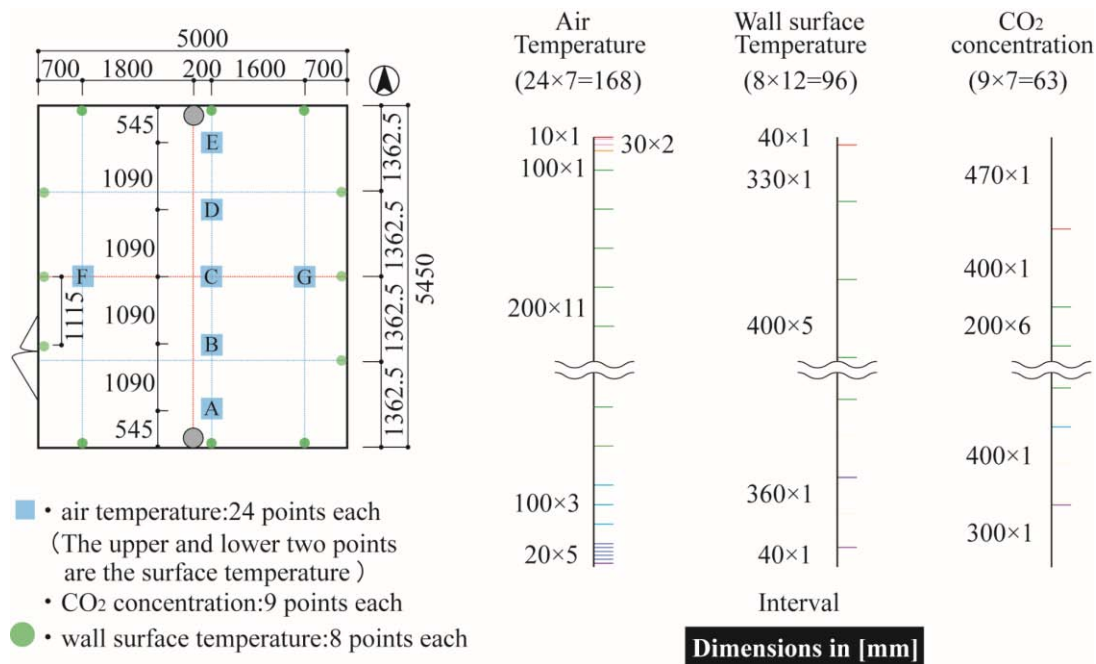 5000
700 1800 200 1600 700
545
1090
1090
1090
1090
545
1115
1362.5
1362.5
1362.5
1362.5
5450
E
D
F C G
B
A
・ air temperature:24 points each
(The upper and lower two points
are the surface temperature)
・ CO2 concentration:9 points each
・ wall surface temperature:8 points each
Air
Temperature
(24×7=168)
10×1
30×2
100×1
200×11
100×3
20×5
Wall surface
Temperature
(8×12=96)
40×1
330×1
400×5
360×1
40×1
CO2
concentration
(9×7=63)
470×1
400×1
200×6
400×1
300×1
Interval
Dimensions in [mm]